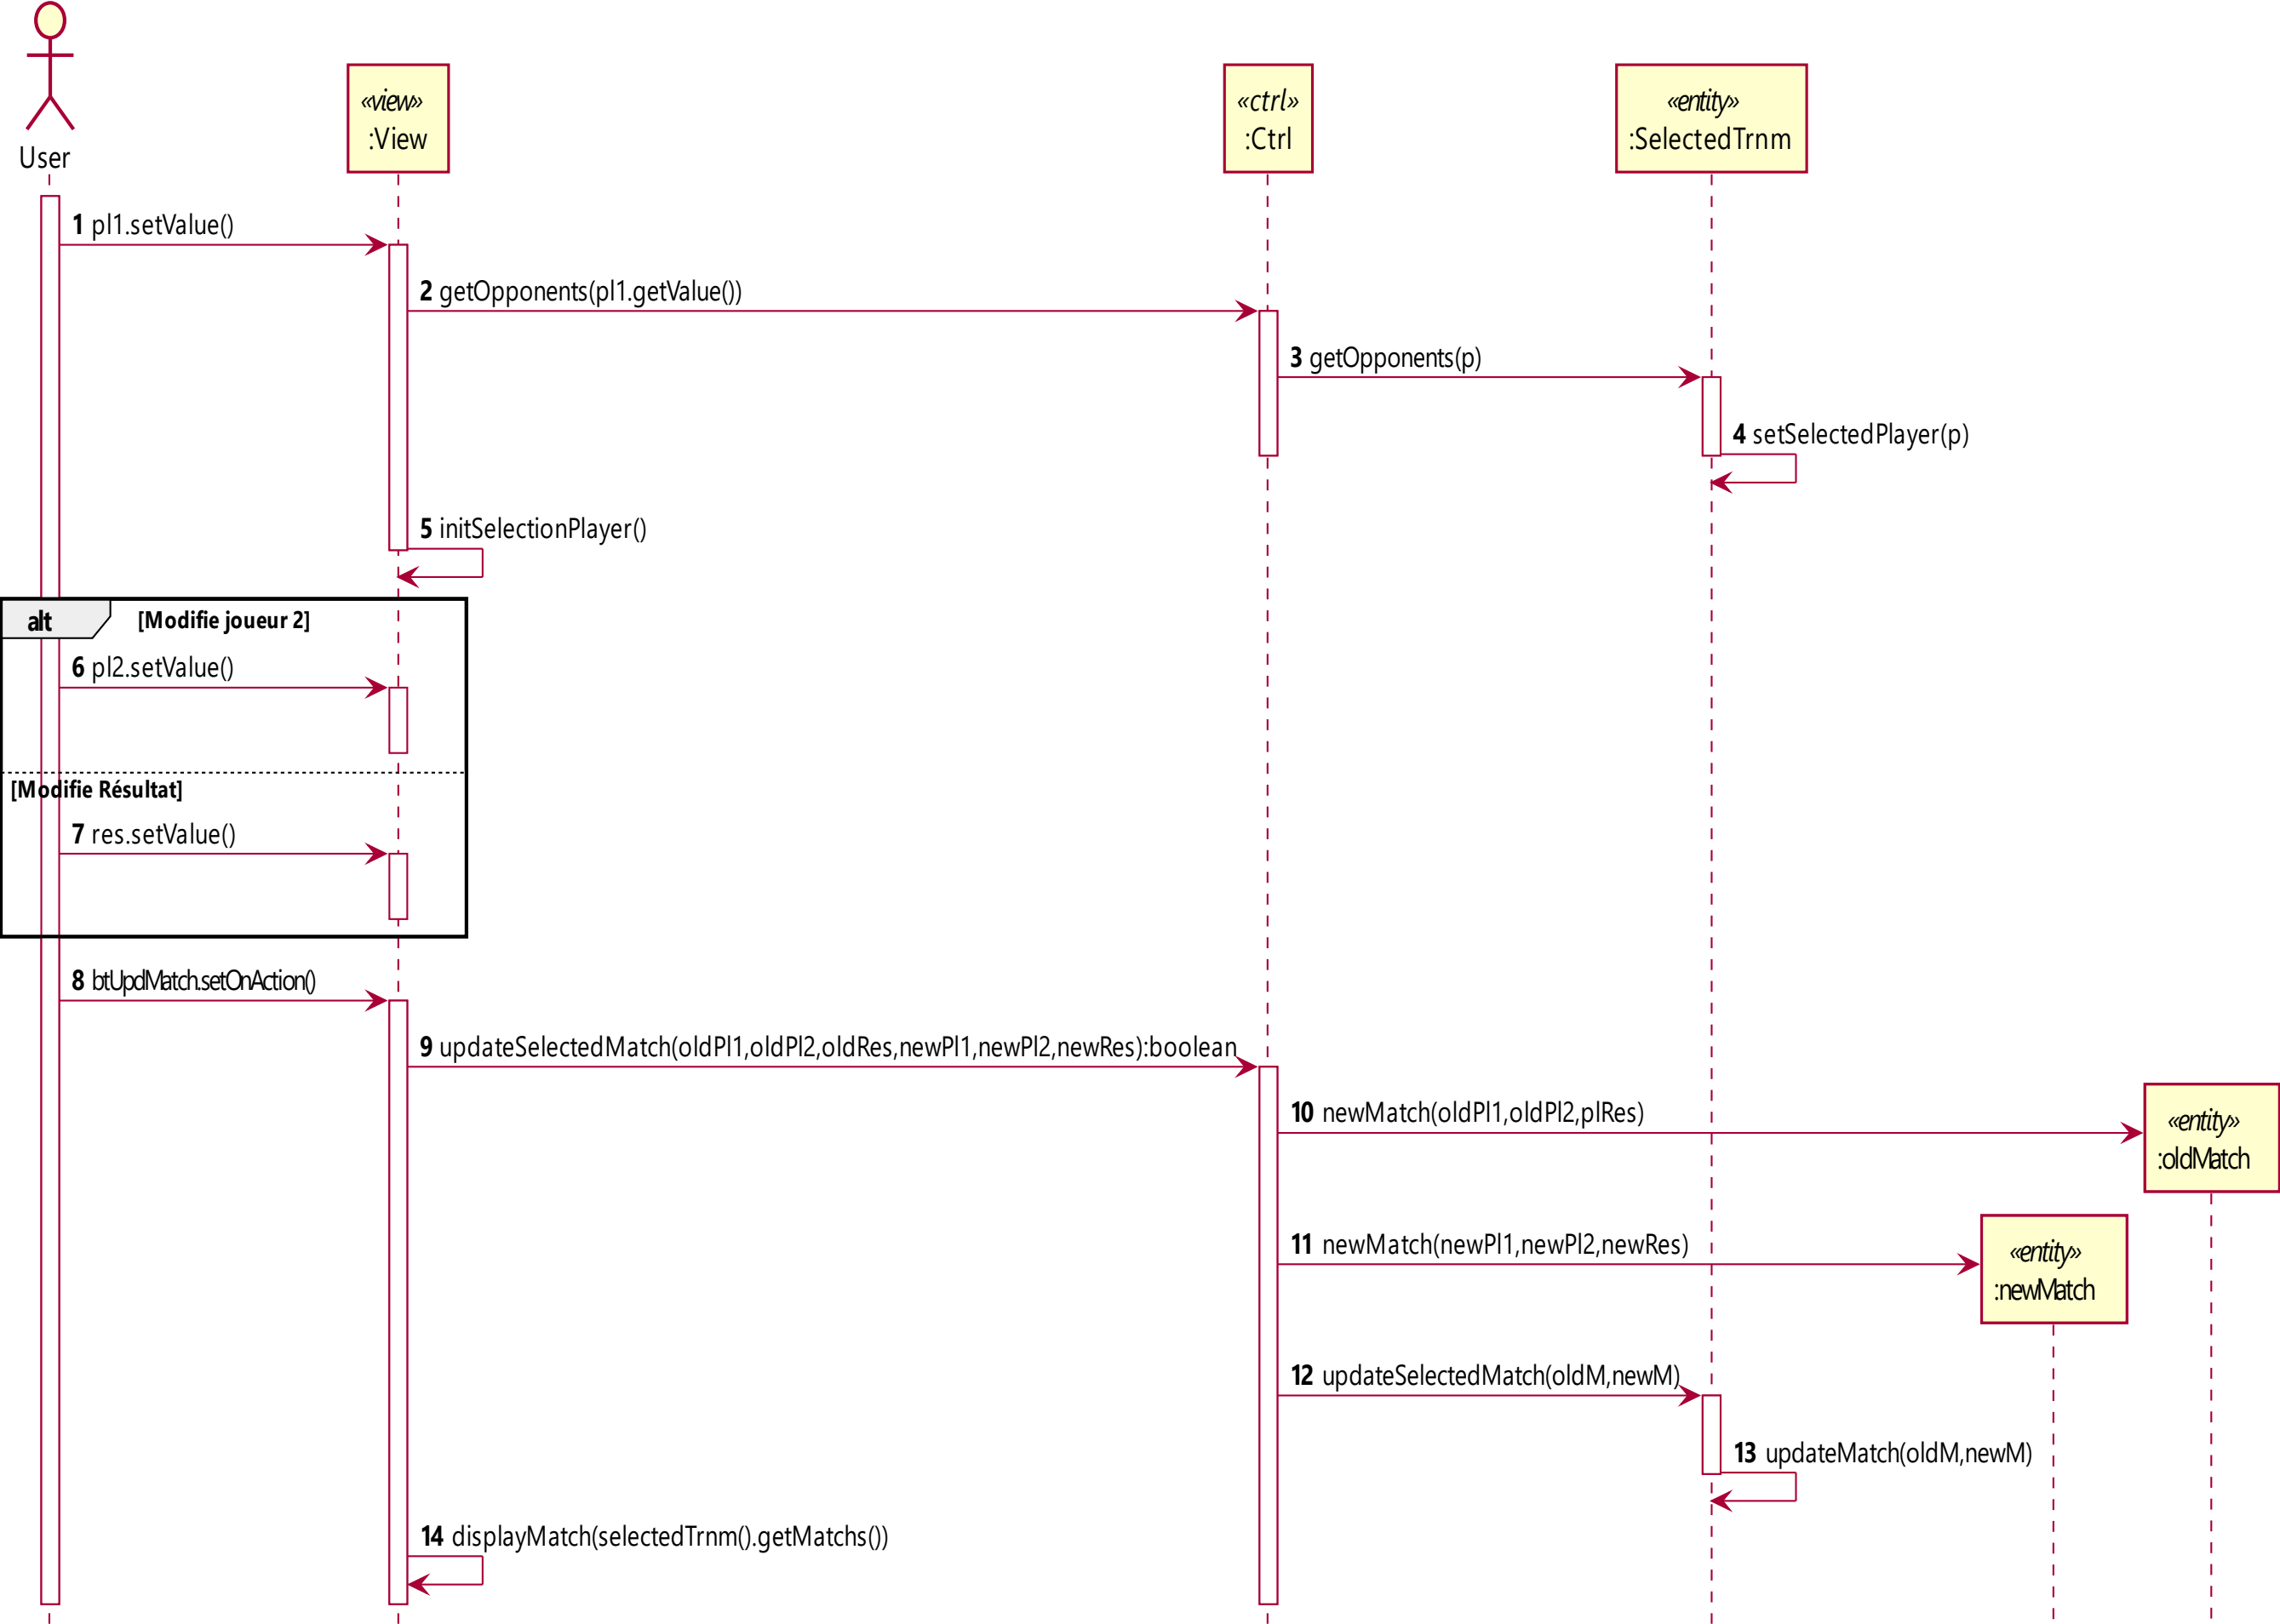 User
«view»
:View
«ctrl»
:Ctrl
«entity»
:SelectedTrnm
1 pl1.setValue()
2 getOpponents(pl1.getValue())
3 getOpponents(p)
4 setSelectedPlayer(p)
5 initSelectionPlayer()
alt [Modifie joueur 2]
6 pl2.setValue()
[Modifie Résultat]
7 res.setValue()
8 btUpdMatch.setOnAction()
9 updateSelectedMatch(oldPl1,oldPl2,oldRes,newPl1,newPl2,newRes):boolean
10 newMatch(oldPl1,oldPl2,plRes)
«entity»
:oldMatch
11 newMatch(newPl1,newPl2,newRes)
«entity»
:newMatch
12 updateSelectedMatch(oldM,newM)
13 updateMatch(oldM,newM)
14 displayMatch(selectedTrnm().getMatchs())